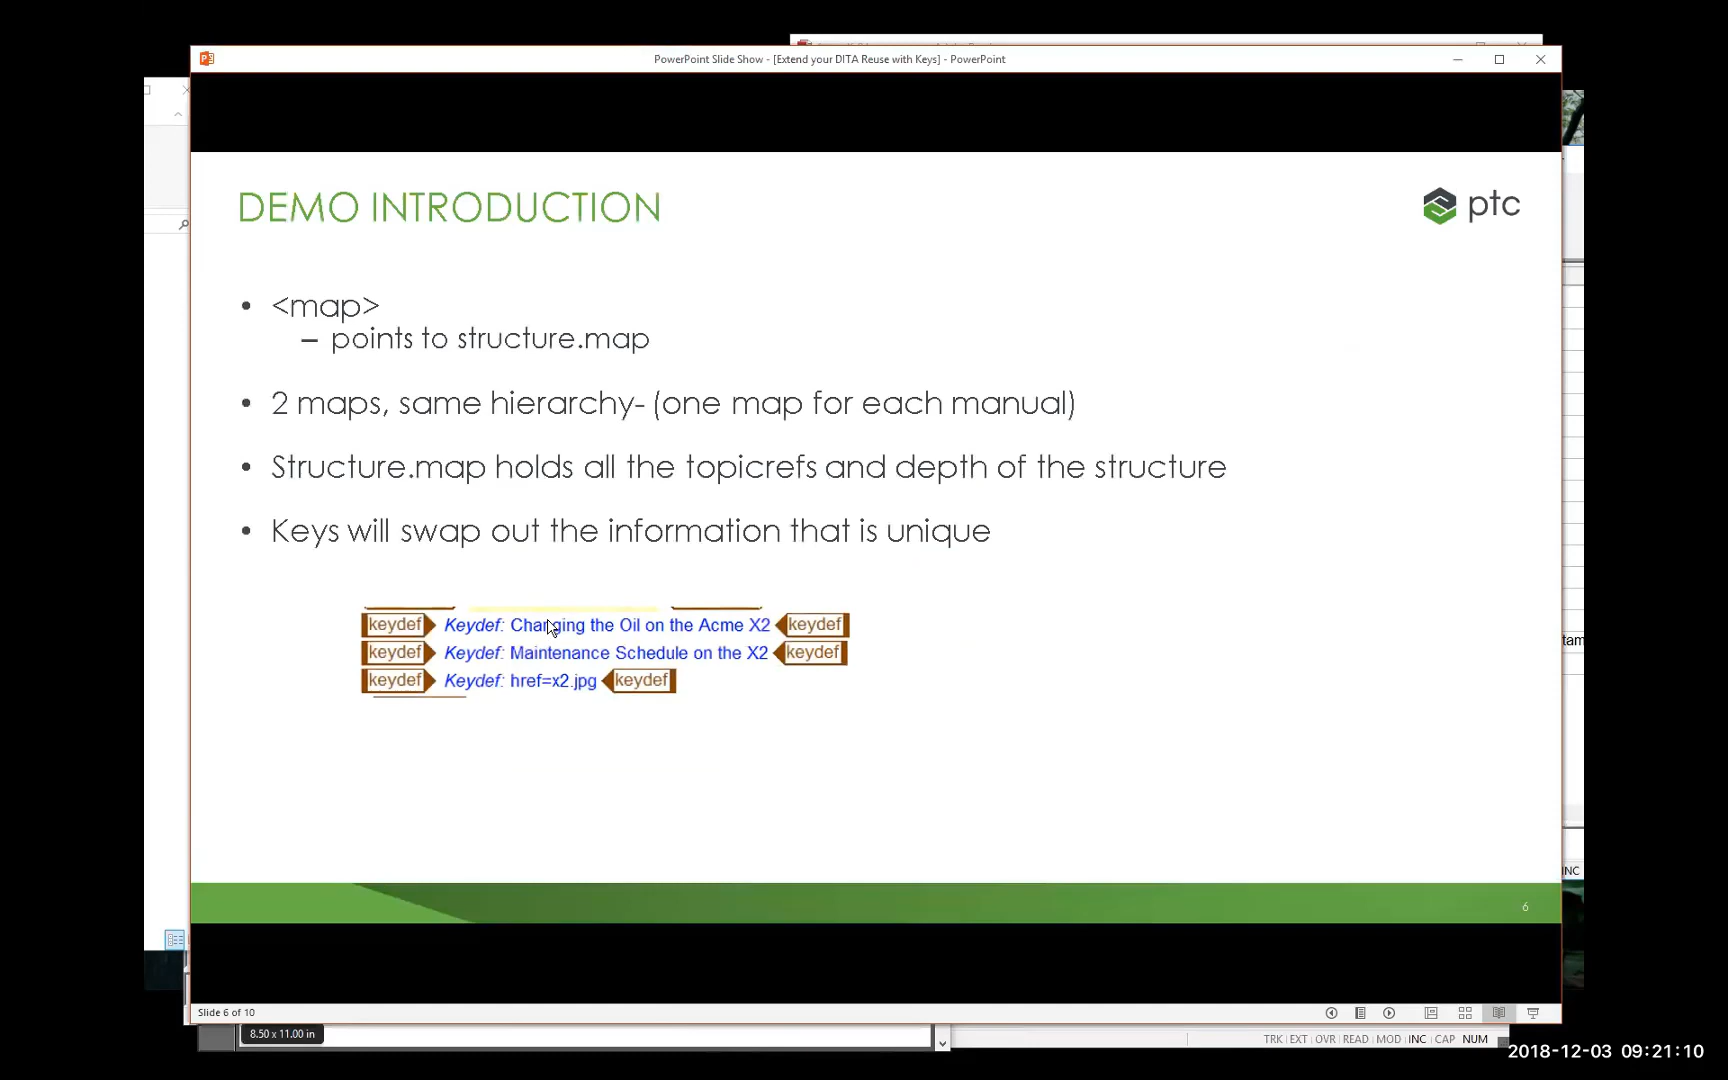 PowerPoint Slide Show - [Extend your DITA Reuse with Keys] - PowerPoint
DEMO INTRODUCTION
ptc
• <map>
– points to structure.map
• 2 maps, same hierarchy- (one map for each manual)
• Structure.map holds all the topicrefs and depth of the structure
• Keys will swap out the information that is unique
keydef Keydef: Changing the Oil on the Acme X2 keydef
keydef Keydef: Maintenance Schedule on the X2 keydef
keydef Keydef: href=x2.jpg keydef
tam
INC
6
Slide 6 of 10
8.50 x 11.00 in
TRK EXT OVR READ MOD INC CAP NUM
2018-12-03 09:21:10